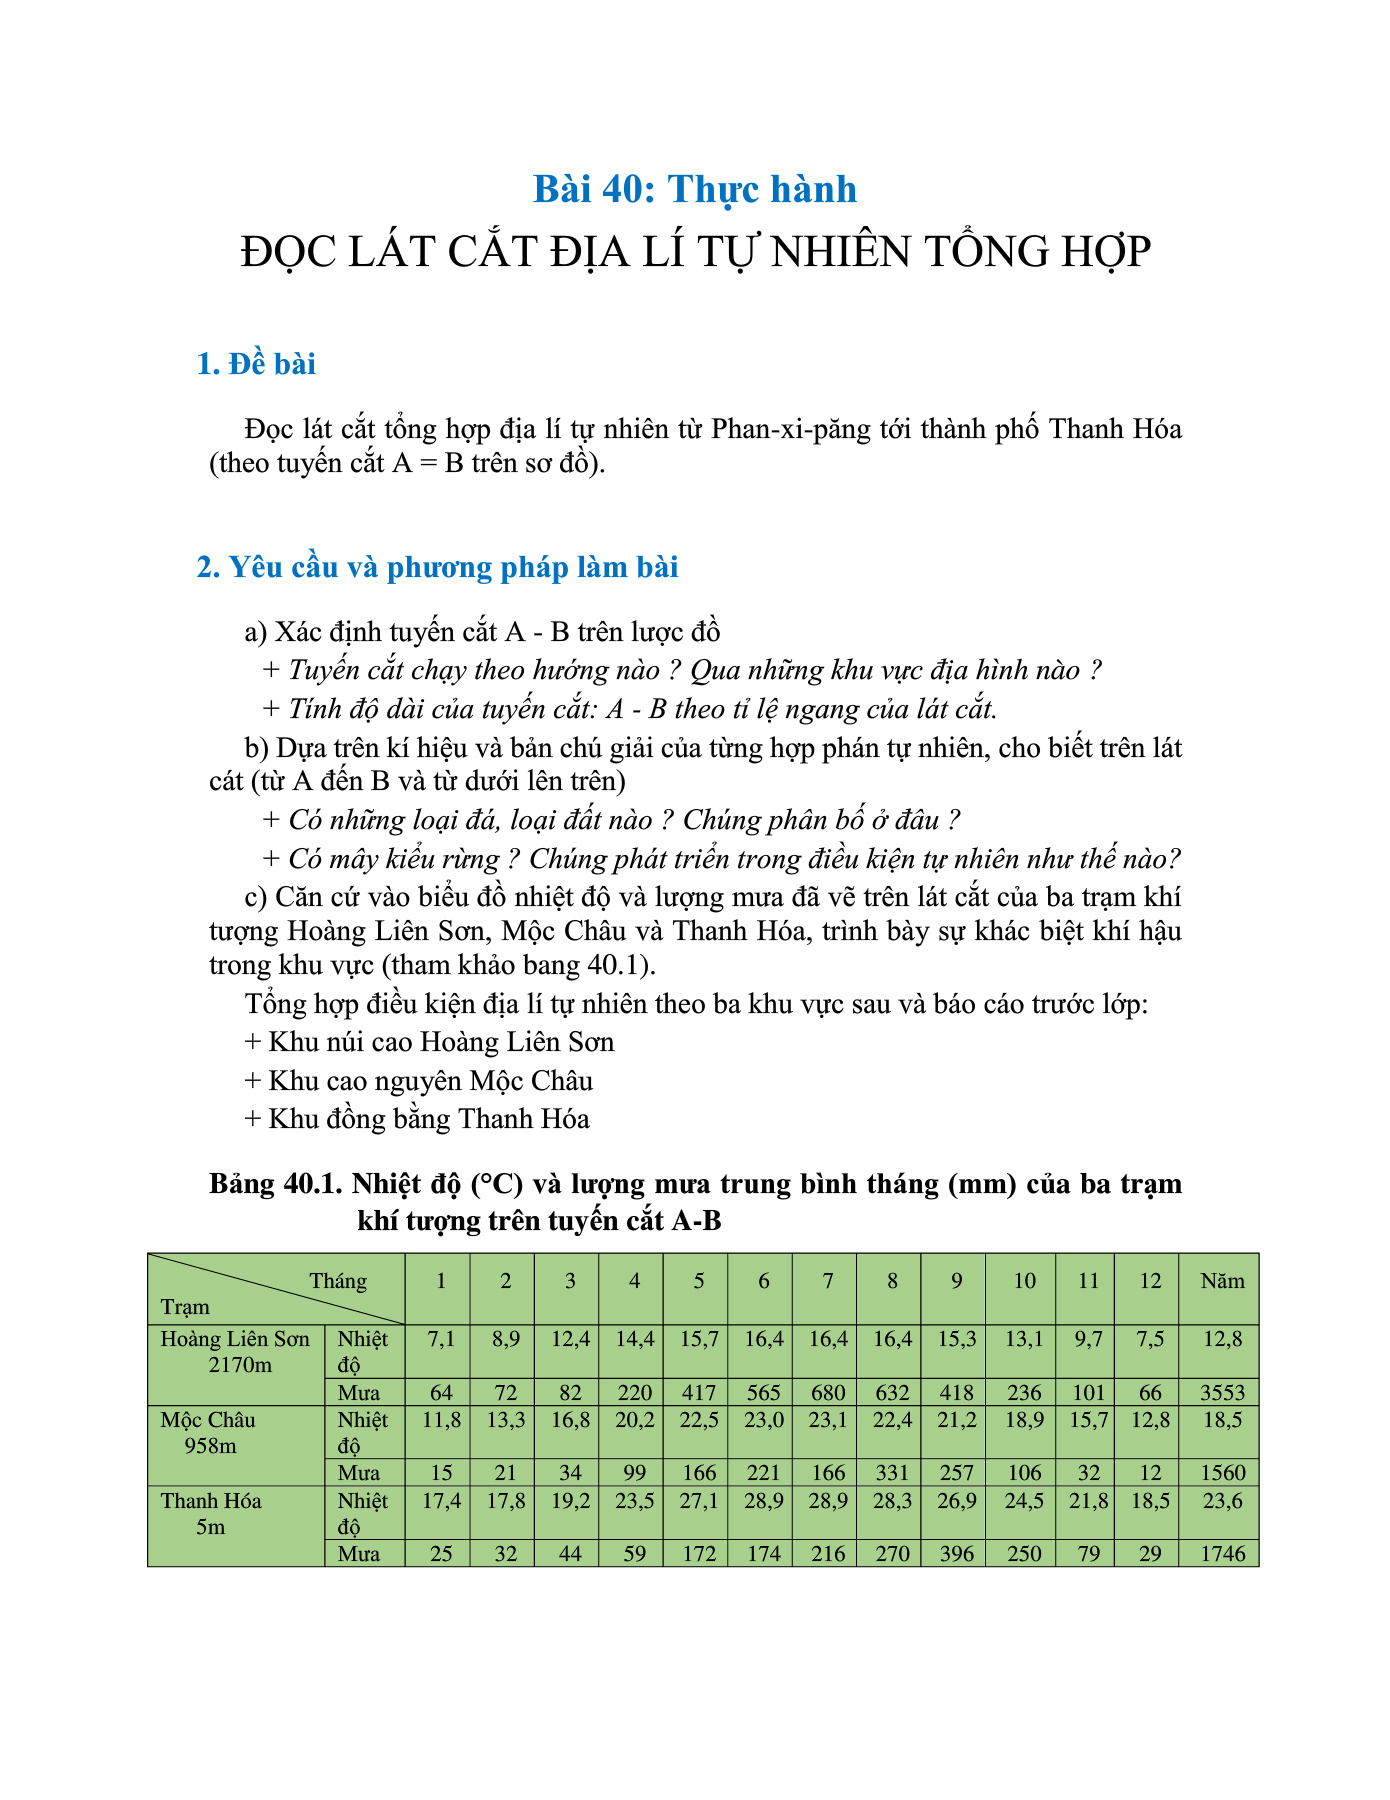 Bài 40: Thực hành
ĐỌC LÁT CẮT ĐỊA LÍ TỰ NHIÊN TỔNG HỢP
1. Đề bài
Đọc lát cắt tổng hợp địa lí tự nhiên từ Phan-xi-păng tới thành phố Thanh Hóa
(theo tuyến cắt A = B trên sơ đồ).
2. Yêu cầu và phương pháp làm bài
a) Xác định tuyến cắt A - B trên lược đồ
+ Tuyến cắt chạy theo hướng nào ? Qua những khu vực địa hình nào ?
+ Tính độ dài của tuyến cắt: A - B theo tỉ lệ ngang của lát cắt.
b) Dựa trên kí hiệu và bản chú giải của từng hợp phán tự nhiên, cho biết trên lát
cát (từ A đến B và từ dưới lên trên)
+ Có những loại đá, loại đất nào ? Chúng phân bố ở đâu ?
+ Có mây kiểu rừng ? Chúng phát triển trong điều kiện tự nhiên như thế nào?
c) Căn cứ vào biểu đồ nhiệt độ và lượng mưa đã vẽ trên lát cắt của ba trạm khí
tượng Hoàng Liên Sơn, Mộc Châu và Thanh Hóa, trình bày sự khác biệt khí hậu
trong khu vực (tham khảo bang 40.1).
Tổng hợp điều kiện địa lí tự nhiên theo ba khu vực sau và báo cáo trước lớp:
+ Khu núi cao Hoàng Liên Sơn
+ Khu cao nguyên Mộc Châu
+ Khu đồng bằng Thanh Hóa
Bảng 40.1. Nhiệt độ (°C) và lượng mưa trung bình tháng (mm) của ba trạm
khí tượng trên tuyến cắt A-B
Tháng 1 2 3 4 5 6 7 8 9 10 11 12 Năm
Trạm
Hoàng Liên Sơn Nhiệt 7,1 8,9 12,4 14,4 15,7 16,4 16,4 16,4 15,3 13,1 9,7 7,5 12,8
2170m độ
Mưa 64 72 82 220 417 565 680 632 418 236 101 66 3553
Mộc Châu Nhiệt 11,8 13,3 16,8 20,2 22,5 23,0 23,1 22,4 21,2 18,9 15,7 12,8 18,5
958m độ
Mưa 15 21 34 99 166 221 166 331 257 106 32 12 1560
Thanh Hóa Nhiệt 17,4 17,8 19,2 23,5 27,1 28,9 28,9 28,3 26,9 24,5 21,8 18,5 23,6
5m độ
Mưa 25 32 44 59 172 174 216 270 396 250 79 29 1746